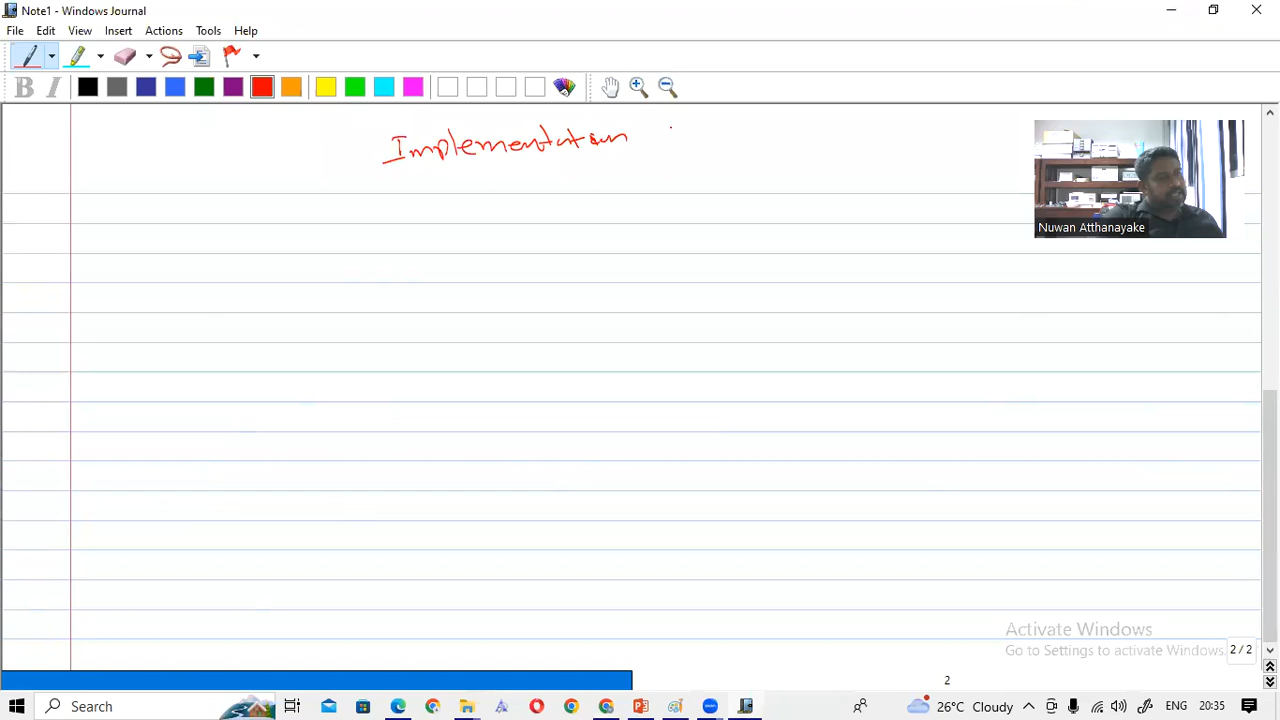 Note1 - Windows Journal
File Edit View Insert Actions Tools Help
B I
Implementation
Nuwan Atthanayake
Activate Windows
Go to Settings to activate Windows.
2 / 2
2
Search
26°C Cloudy
ENG
20:35